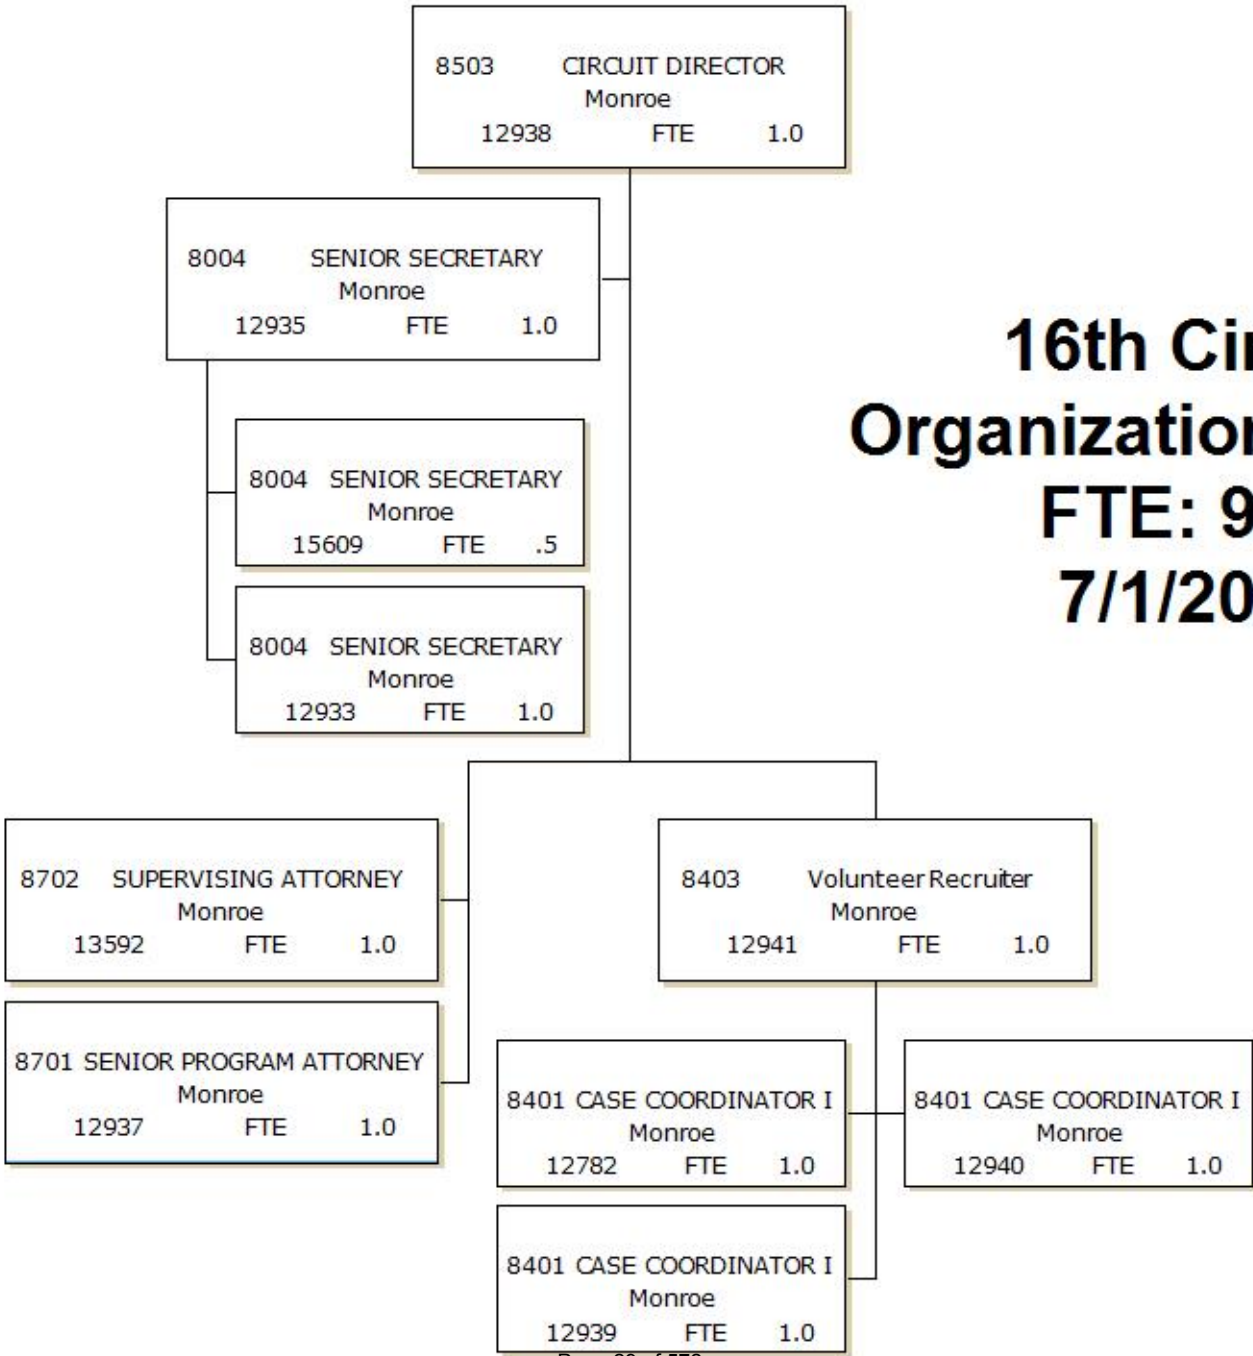 8503 CIRCUIT DIRECTOR
Monroe
12938 FTE 1.0
8004 SENIOR SECRETARY
Monroe
12935 FTE 1.0
8004 SENIOR SECRETARY
Monroe
15609 FTE .5
8004 SENIOR SECRETARY
Monroe
12933 FTE 1.0
16th Cir
Organization
FTE: 9
7/1/20
8702 SUPERVISING ATTORNEY
Monroe
13592 FTE 1.0
8701 SENIOR PROGRAM ATTORNEY
Monroe
12937 FTE 1.0
8403 Volunteer Recruiter
Monroe
12941 FTE 1.0
8401 CASE COORDINATOR I
Monroe
12782 FTE 1.0
8401 CASE COORDINATOR I
Monroe
12940 FTE 1.0
8401 CASE COORDINATOR I
Monroe
12939 FTE 1.0